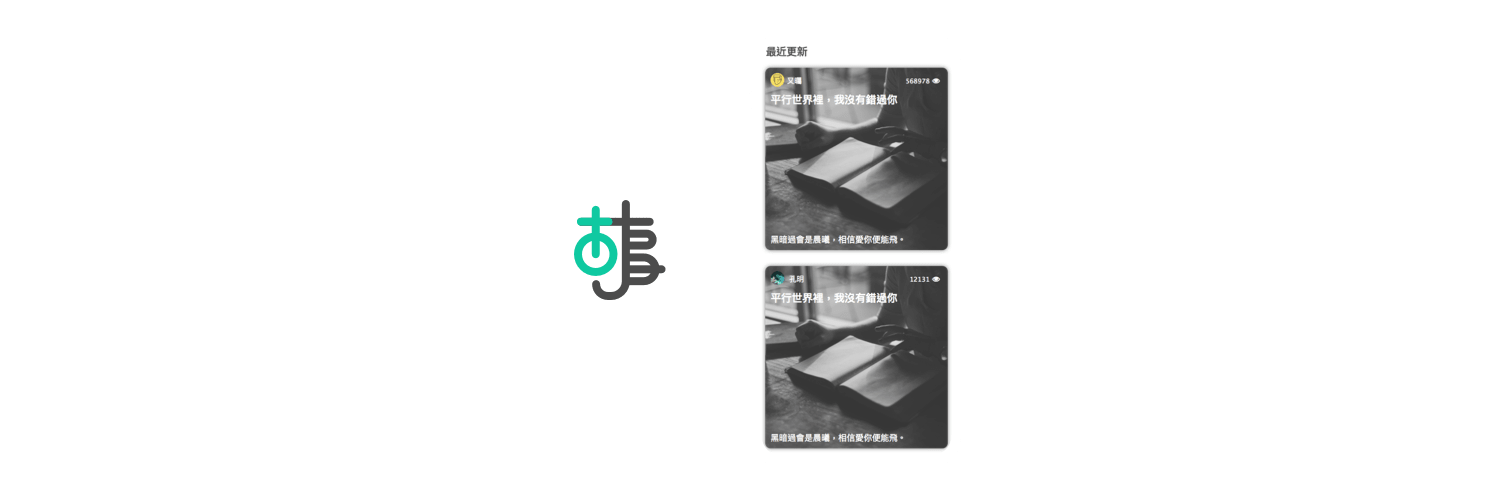 最近更新
568978
平行世界裡，我沒有錯過你
黑暗過會是晨曦，相信愛你便能飛。
孔明
12131
平行世界裡，我沒有錯過你
黑暗過會是晨曦，相信愛你便能飛。